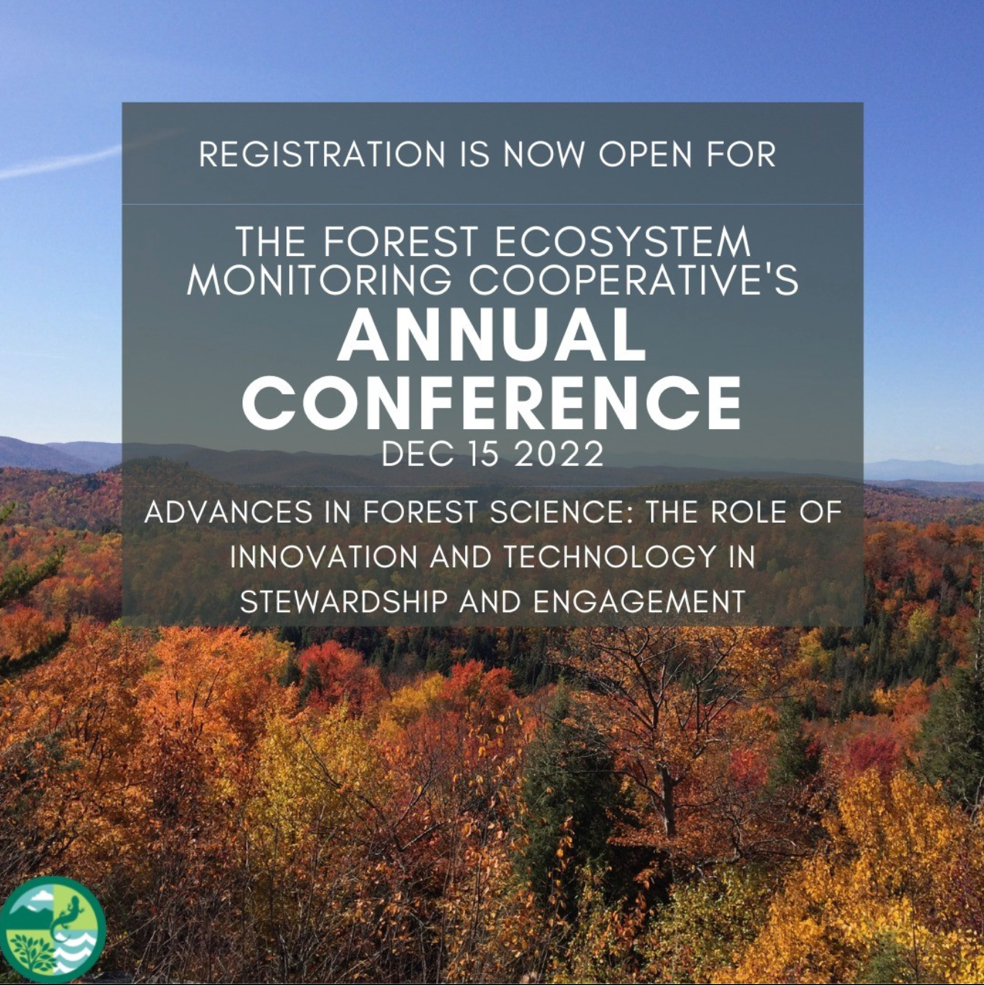 REGISTRATION IS NOW OPEN FOR
THE FOREST ECOSYSTEM
MONITORING COOPERATIVE'S
ANNUAL
CONFERENCE
DEC 15 2022
ADVANCES IN FOREST SCIENCE: THE ROLE OF
INNOVATION AND TECHNOLOGY IN
STEWARDSHIP AND ENGAGEMENT